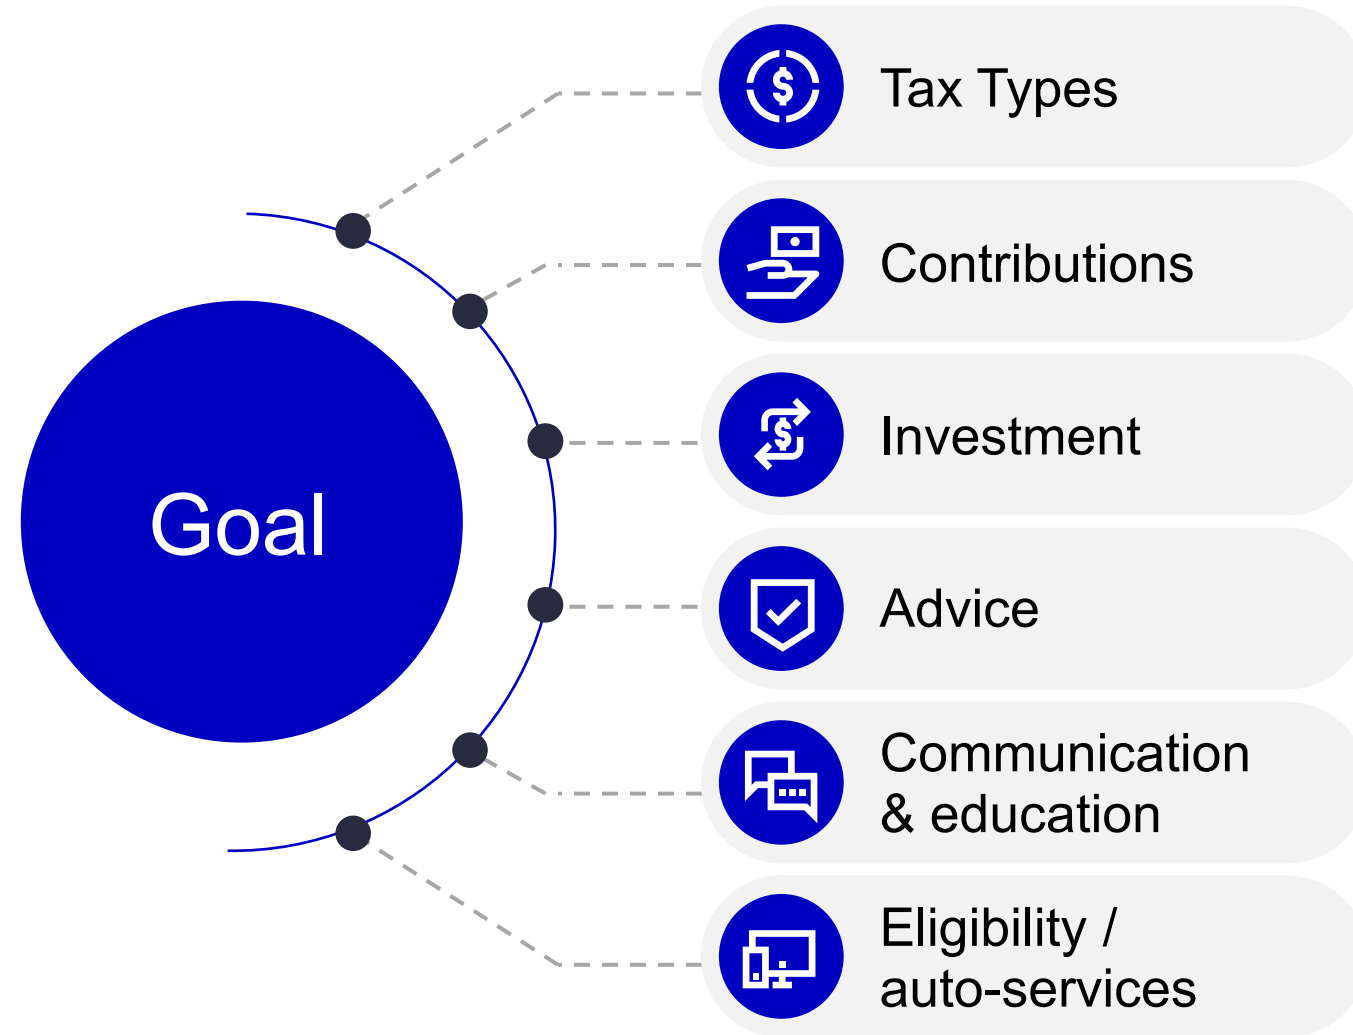 Goal
Tax Types
Contributions
Investment
Advice
Communication
& education
Eligibility /
auto-services